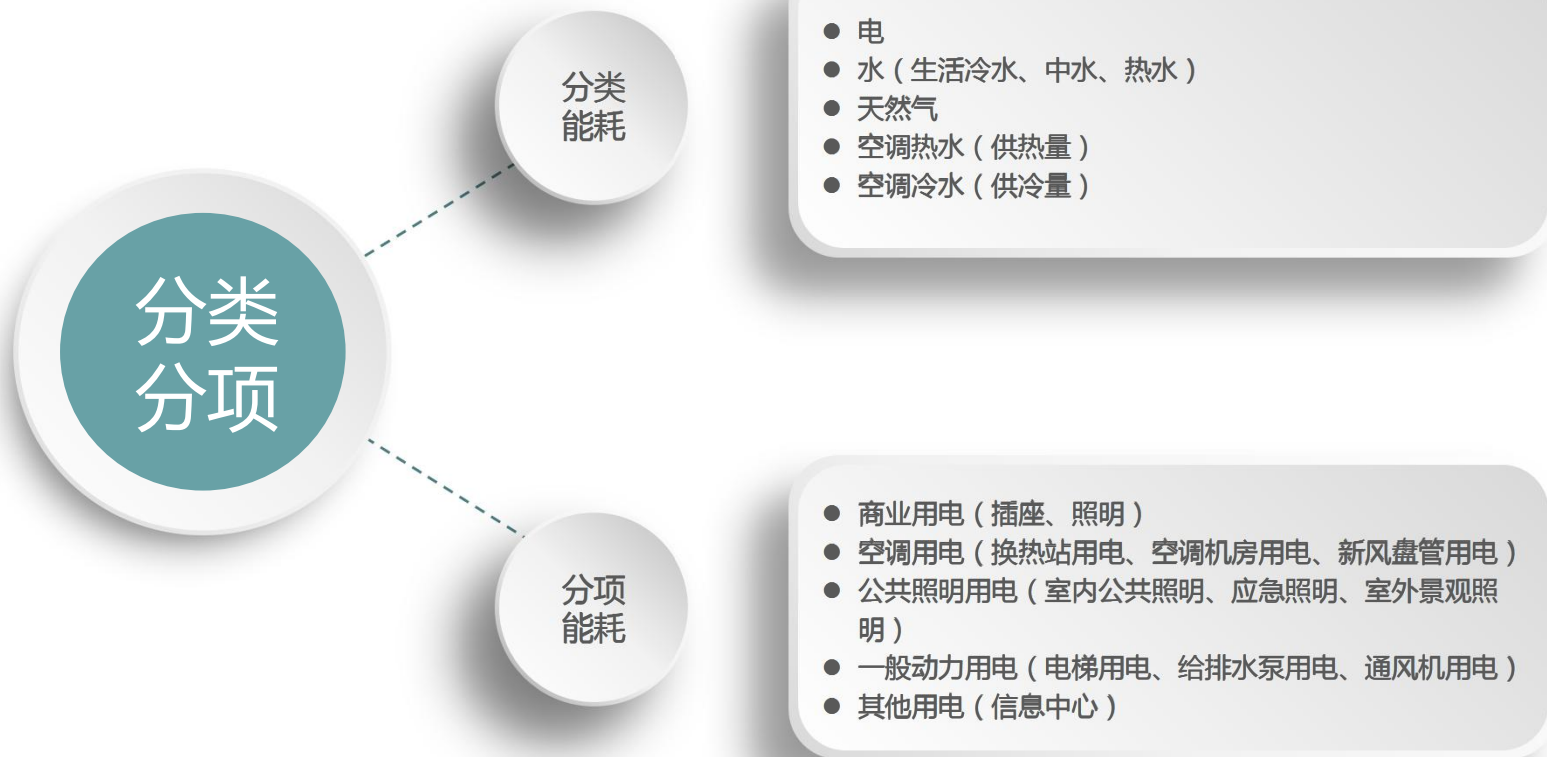 分类
分项
分类
能耗
● 电
● 水（生活冷水、中水、热水）
● 天然气
● 空调热水（供热量）
● 空调冷水（供冷量）
分项
能耗
● 商业用电（插座、照明）
● 空调用电（换热站用电、空调机房用电、新风盘管用电）
● 公共照明用电（室内公共照明、应急照明、室外景观照
明）
● 一般动力用电（电梯用电、给排水泵用电、通风机用电）
● 其他用电（信息中心）